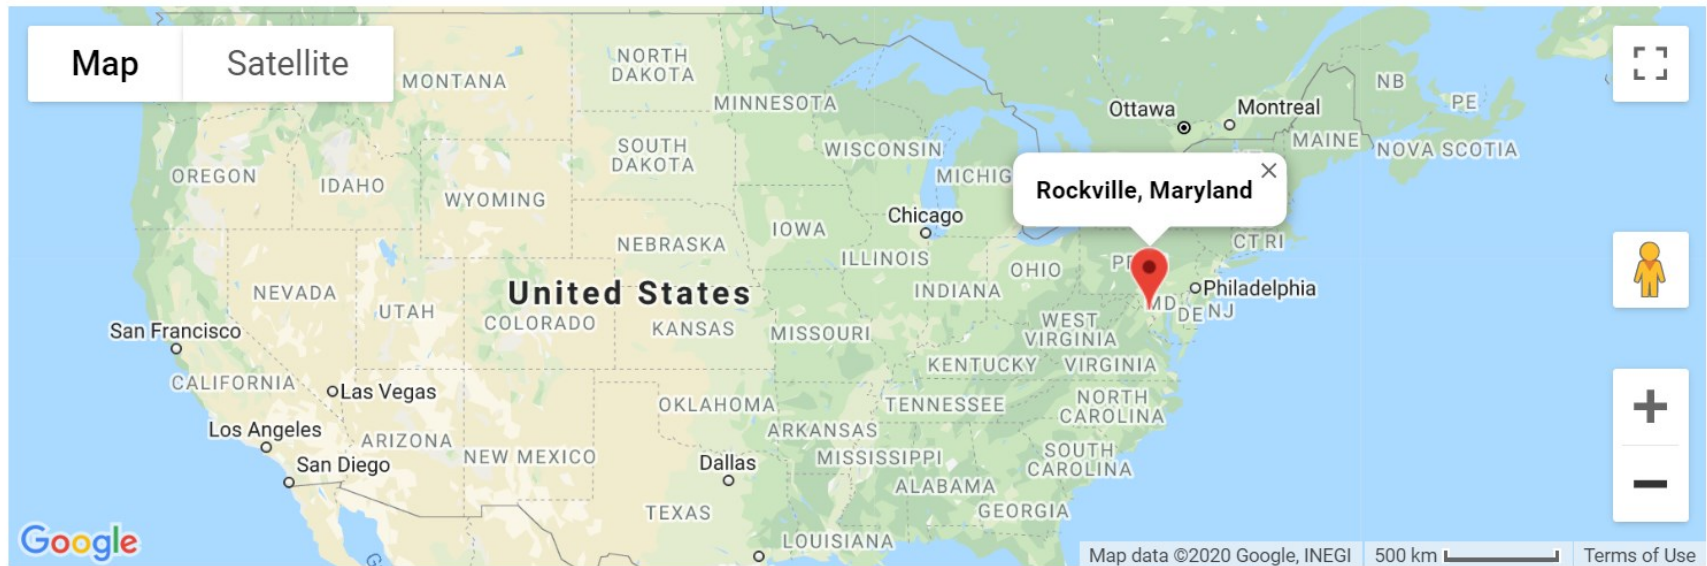 Map
Satellite
NORTH
DAKOTA
MONTANA
MINNESOTA
Ottawa
Montreal
NB
PE
MAINE
NOVA SCOTIA
SOUTH
DAKOTA
WISCONSIN
OREGON
IDAHO
WYOMING
MICHIG
Rockville, Maryland
Chicago
IOWA
NEBRASKA
CT RI
ILLINOIS
OHIO
INDIANA
NEVADA
United States
Philadelphia
MD
DE
NJ
UTAH
COLORADO
KANSAS
MISSOURI
WEST
VIRGINIA
San Francisco
KENTUCKY
VIRGINIA
CALIFORNIA
Las Vegas
OKLAHOMA
TENNESSEE
NORTH
CAROLINA
Los Angeles
ARIZONA
ARKANSAS
San Diego
NEW MEXICO
Dallas
MISSISSIPPI
SOUTH
CAROLINA
ALABAMA
TEXAS
GEORGIA
LOUISIANA
Google
Map data ©2020 Google, INEGI
500 km
Terms of Use